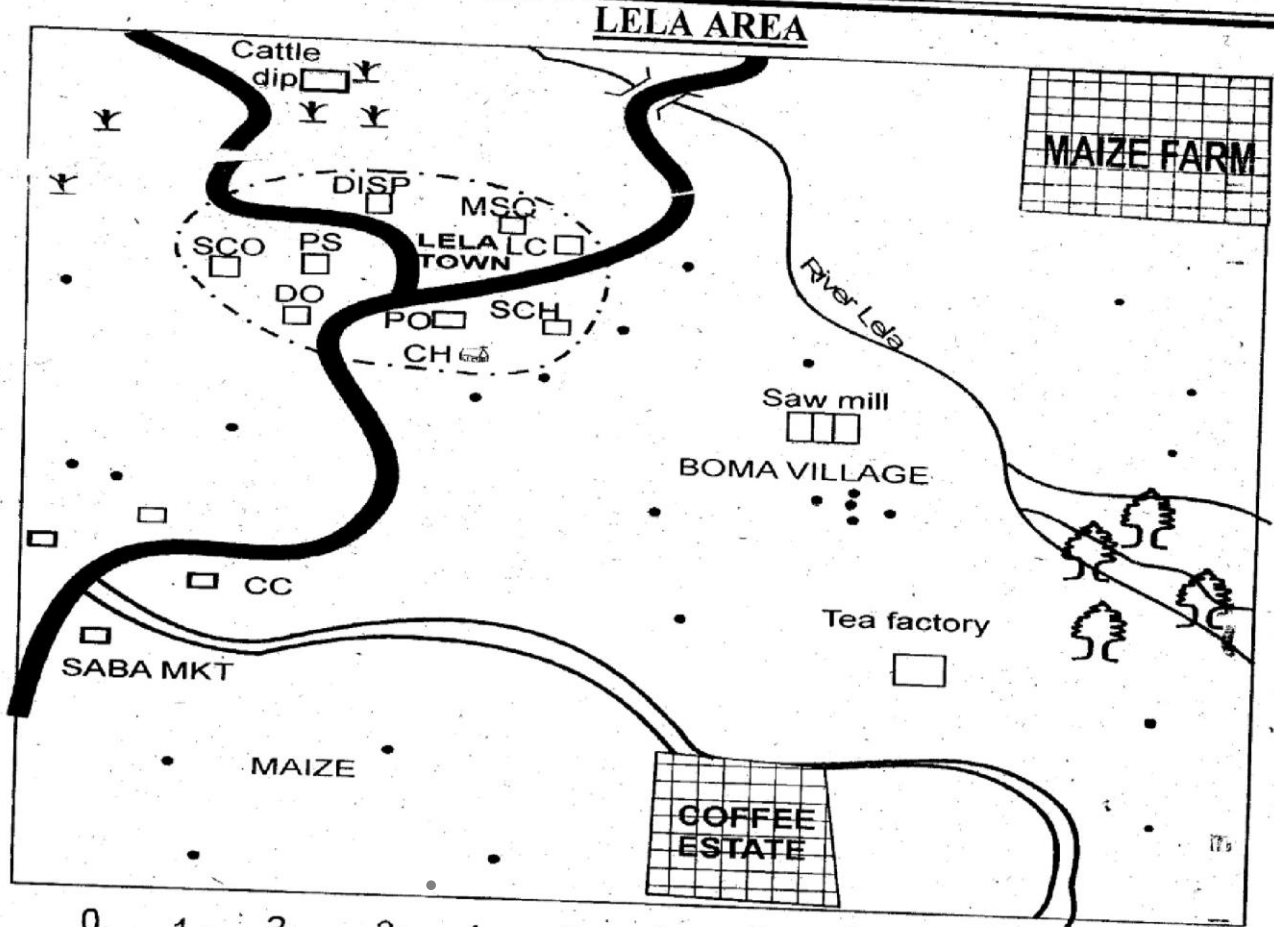 LELA AREA
Cattle
dip
MAIZE FARM
DISP
MSQ
SCO
PS
LELA
TOWN
LC
DO
PO
SCH
CH
River Lela
Saw mill
BOMA VILLAGE
CC
Tea factory
SABA MKT
MAIZE
COFFEE
ESTATE
0 1 2 3